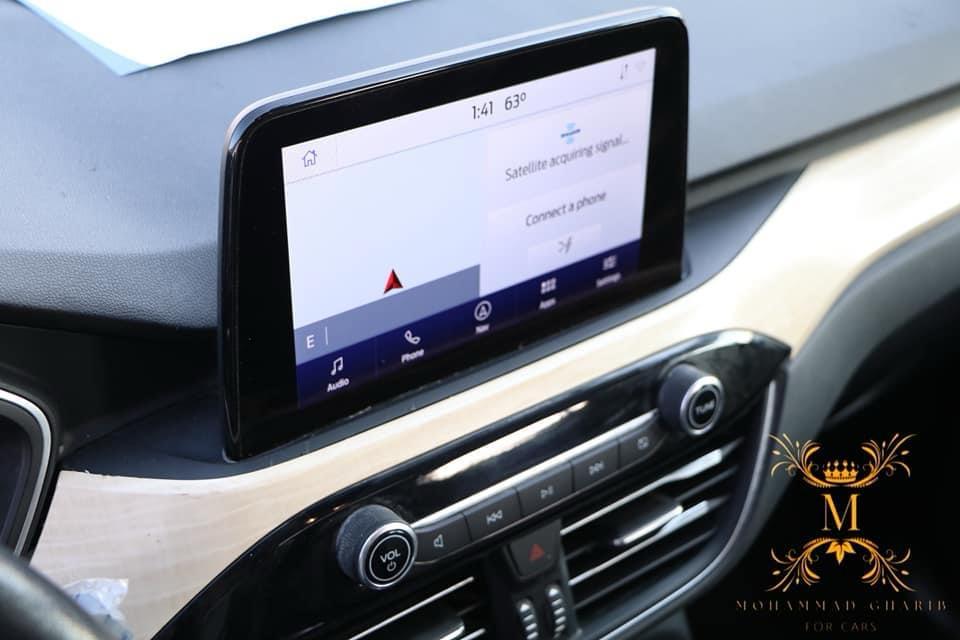 1:41 63°
Satellite acquiring signal...
Connect a phone
E
Audio
Phone
Nav
Apps
Settings
VOL
TUNE
M
MOHAMMAD GHARIB
FOR CARS